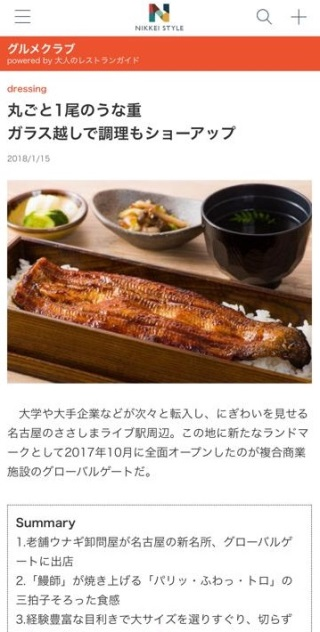 NIKKEI STYLE
グルメクラブ
powered by 大人のレストランガイド
dressing
丸ごと1尾のうな重
ガラス越しで調理もショーアップ
2018/1/15
大学や大手企業などが次々と転入し、にぎわいを見せる
名古屋のささしまライブ駅周辺。この地に新たなランドマ
ークとして2017年10月に全面オープンしたのが複合商業
施設のグローバルゲートだ。
Summary
1.老舗ウナギ卸問屋が名古屋の新名所、グローバルゲ
ートに出店
2.「鰻師」が焼き上げる「パリッ・ふわっ・トロ」の
三拍子そろった食感
3.経験豊富な目利きで大サイズを選りすぐり、切らず